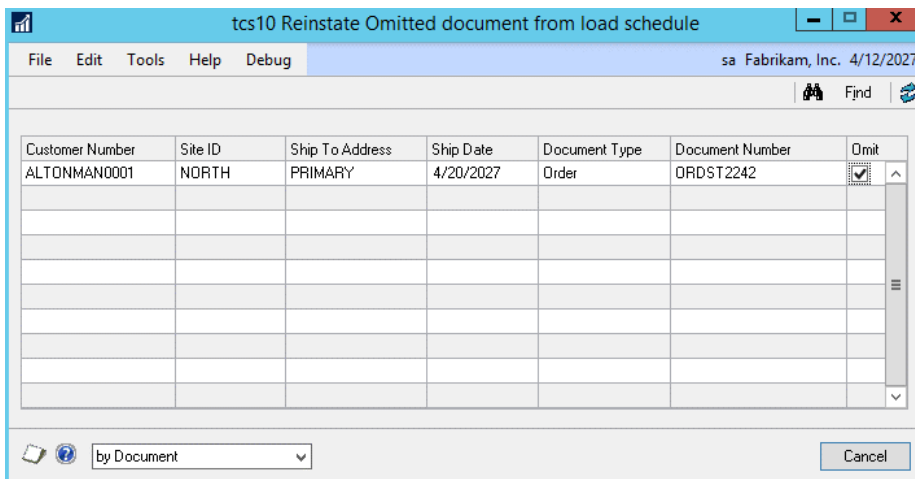 tcs10 Reinstate Omitted document from load schedule
File Edit Tools Help Debug sa Fabrikam, Inc. 4/12/2027
Find
Customer Number Site ID Ship To Address Ship Date Document Type Document Number Omit
ALTONMAN0001 NORTH PRIMARY 4/20/2027 Order ORDST2242
by Document Cancel